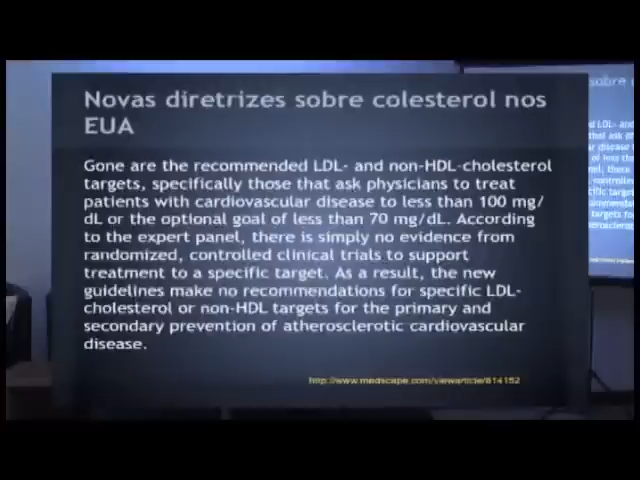 Novas diretrizes sobre colesterol nos
EUA
Gone are the recommended LDL- and non-HDL-cholesterol
targets, specifically those that ask physicians to treat
patients with cardiovascular disease to less than 100 mg/
dL or the optional goal of less than 70 mg/dL. According
to the expert panel, there is simply no evidence from
randomized, controlled clinical trials to support
treatment to a specific target. As a result, the new
guidelines make no recommendations for specific LDL-
cholesterol or non-HDL targets for the primary and
secondary prevention of atherosclerotic cardiovascular
disease.
http://www.medscape.com/viewarticle/814152